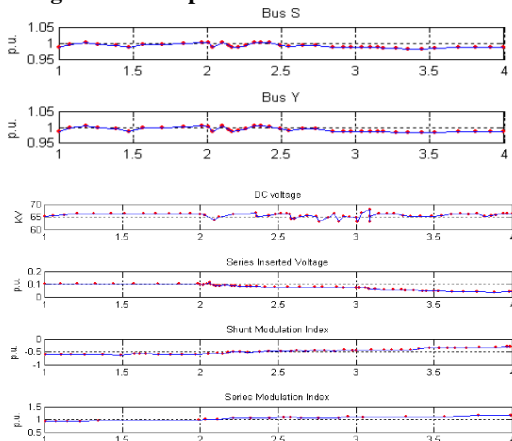 Bus S
1.05
1
0.95
p.u.
1 1.5 2 2.5 3 3.5 4
Bus Y
1.05
1
0.95
p.u.
1 1.5 2 2.5 3 3.5 4
DC voltage
70
65
60
KV
1 1.5 2 2.5 3 3.5 4
Series Inserted Voltage
0.2
0.1
0
p.u.
1 1.5 2 2.5 3 3.5 4
Shunt Modulation Index
0
-0.5
-1
p.u.
1 1.5 2 2.5 3 3.5 4
Series Modulation Index
1.5
1
0.5
p.u.
1 1.5 2 2.5 3 3.5 4